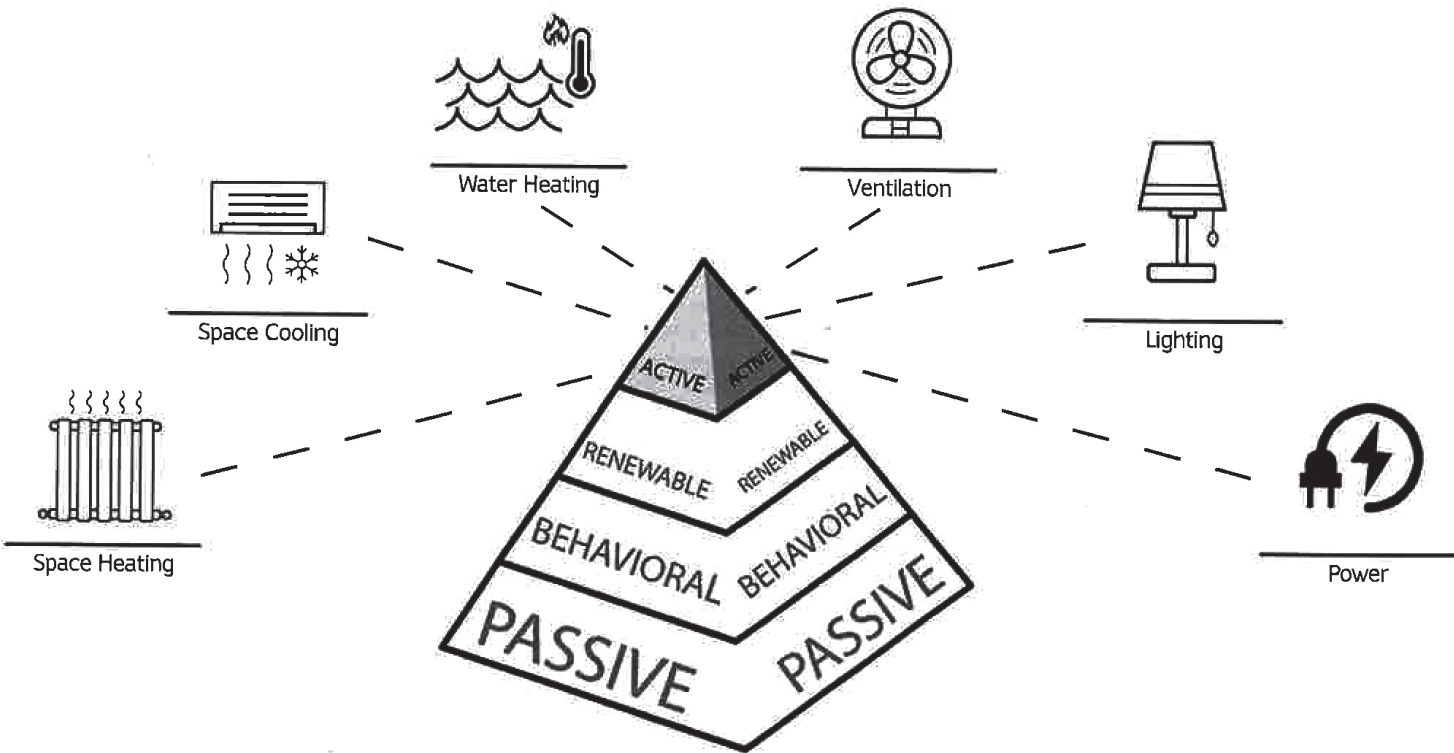 Water Heating
Ventilation
Space Cooling
Lighting
Space Heating
Power
ACTIVE
ACTIVE
RENEWABLE
RENEWABLE
BEHAVIORAL
BEHAVIORAL
PASSIVE
PASSIVE